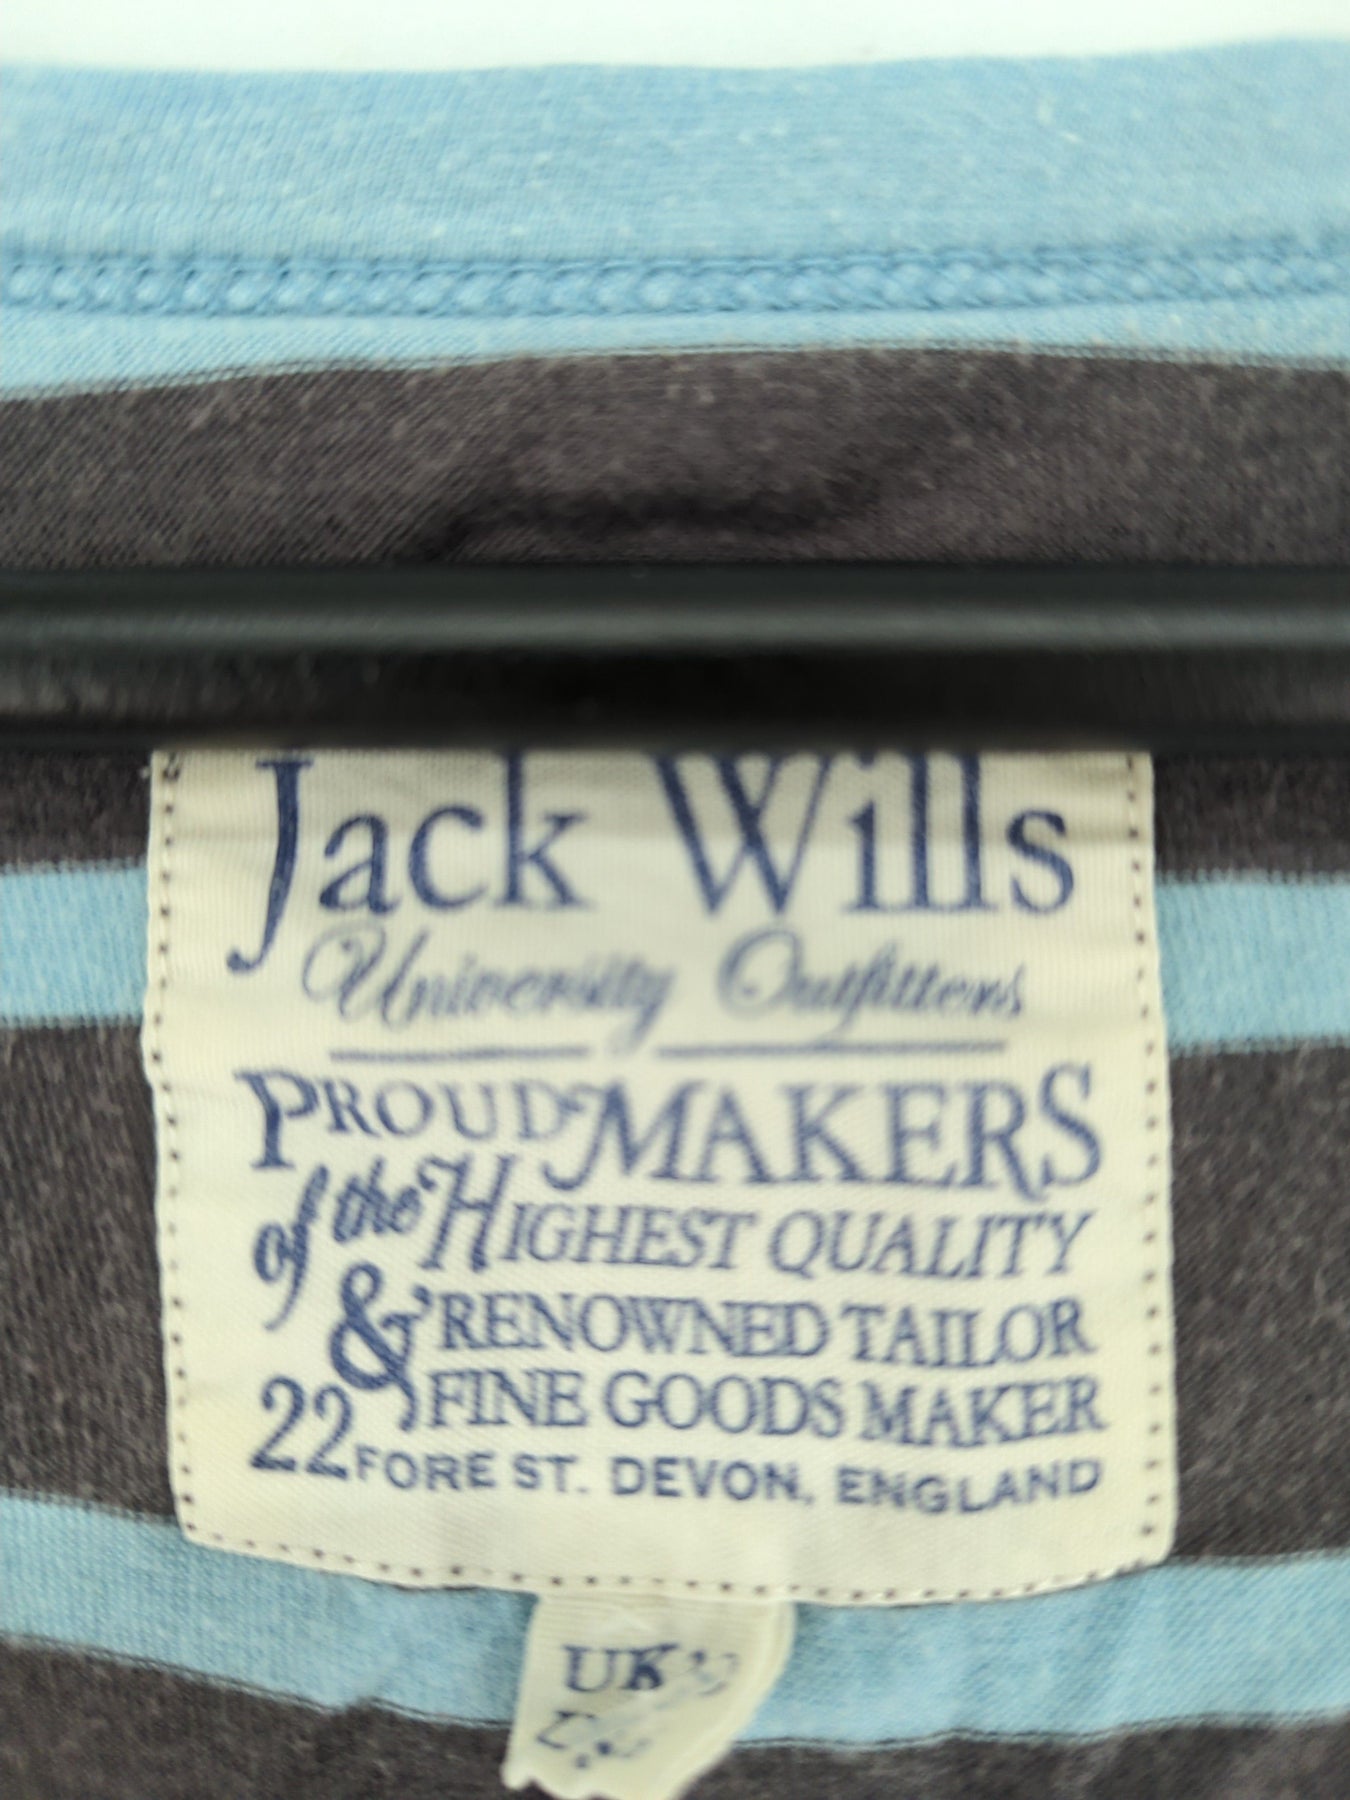 Jack Wills
University Outfitters
PROUD MAKERS
of the HIGHEST QUALITY
& RENOWNED TAILOR
FINE GOODS MAKER
22 FORE ST. DEVON, ENGLAND
UK